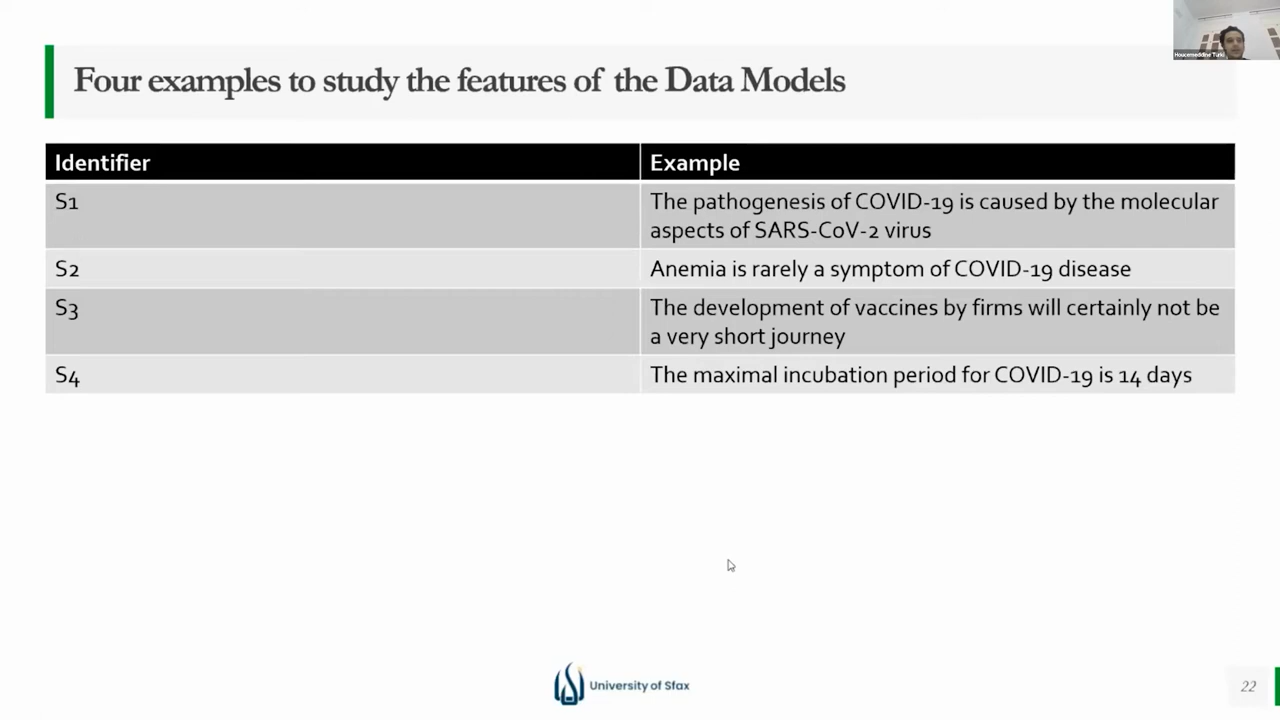 Houcemeddine Turki
Four examples to study the features of the Data Models
Identifier Example
S1 The pathogenesis of COVID-19 is caused by the molecular
aspects of SARS-CoV-2 virus
S2 Anemia is rarely a symptom of COVID-19 disease
S3 The development of vaccines by firms will certainly not be
a very short journey
S4 The maximal incubation period for COVID-19 is 14 days
University of Sfax
22